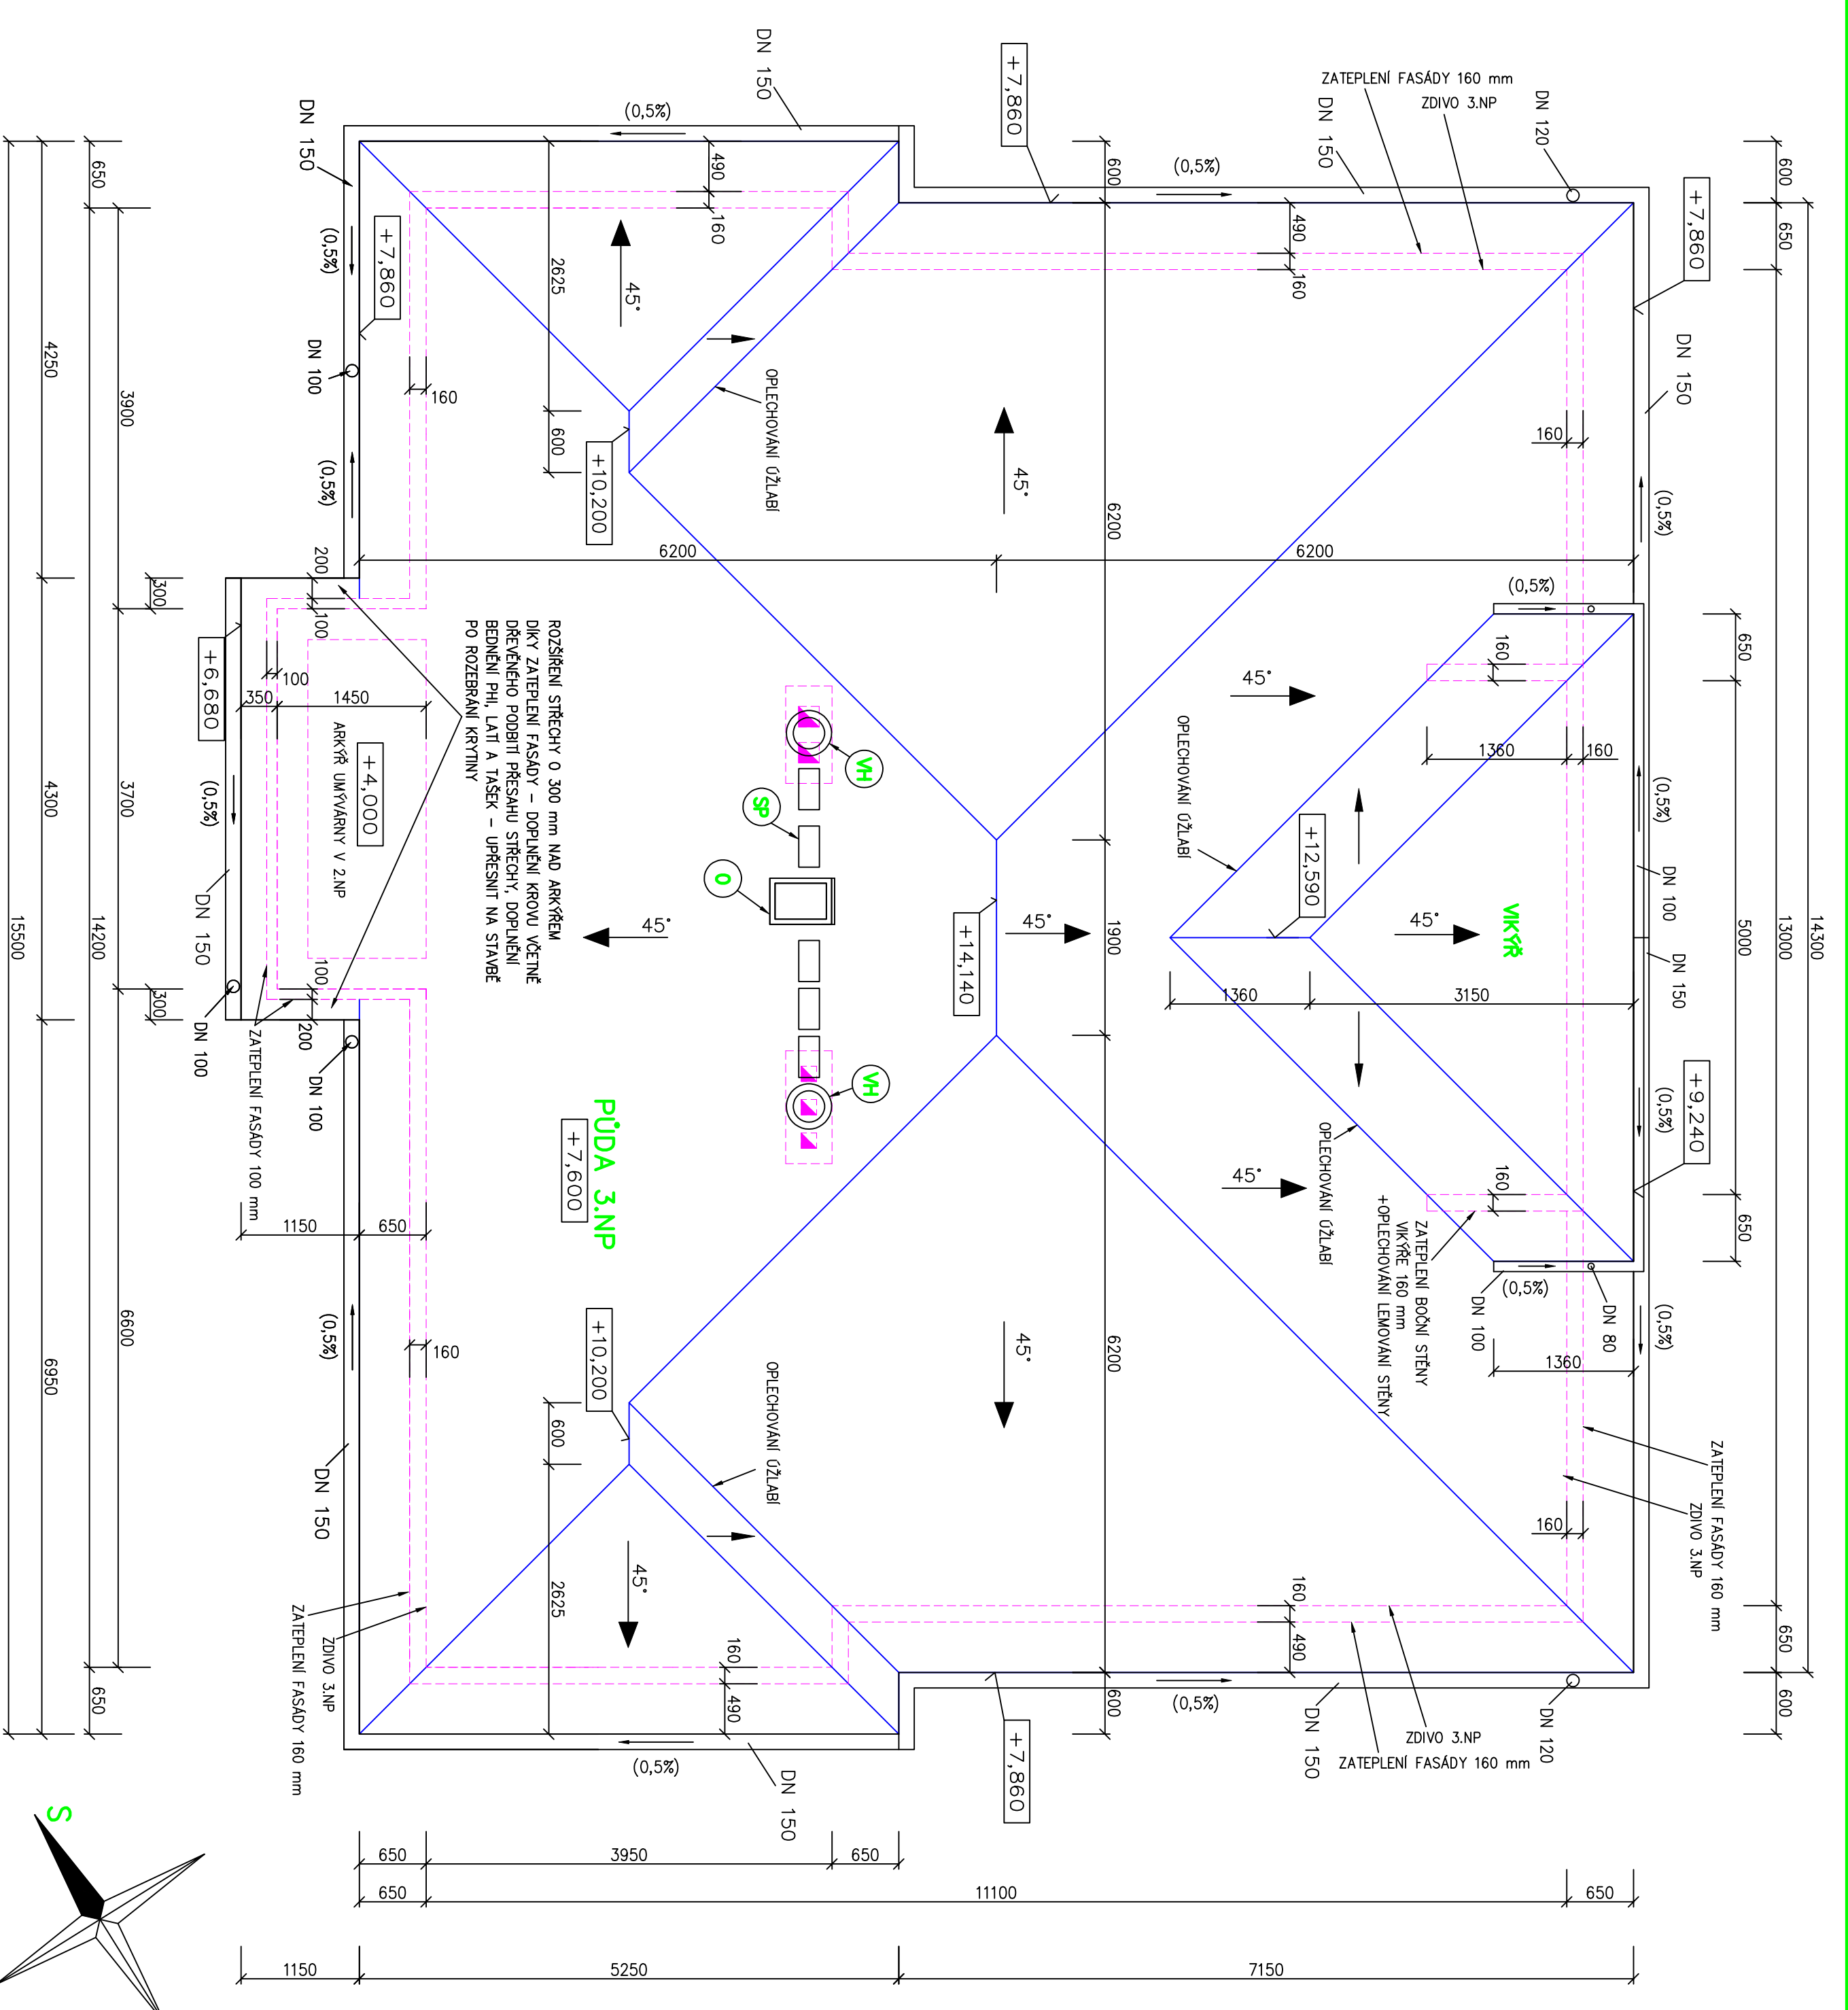 ZATEPLENÍ FASÁDY 160 mm
ZDIVO 3.NP
DN 120
DN 150
DN 150
(0,5%)
+7,860
(0,5%)
+7,860
DN 150
DN 150
(0,5%)
+7,860
DN 100
(0,5%)
(0,5%)
650
600
600
650
490
160
490
160
2625
600
45°
45°
OPLECHOVÁNÍ ÚŽLABÍ
+10,200
160
160
6200
6200
6200
4250
3900
300
200
100
14300
13000
5000
650
(0,5%)
160
1360
160
45°
OPLECHOVÁNÍ ÚŽLABÍ
(0,5%)
DN 100
DN 150
+12,590
45°
VIKÝŘ
1360
3150
+9,240
(0,5%)
ROZŠÍŘENÍ STŘECHY O 300 mm NAD ARKÝŘEM
DÍKY ZATEPLENÍ FASÁDY – DOPLNĚNÍ KROVU VČETNĚ
DŘEVĚNÉHO PODBITÍ PŘESAHU STŘECHY, DOPLNĚNÍ
BEDNĚNÍ PHI, LATÍ A TAŠEK – UPŘESNIT NA STAVBĚ
PO ROZEBRÁNÍ KRYTINY
+6,680
100
350
1450
ARKÝŘ UMÝVÁRNY V 2.NP
+4,000
(0,5%)
DN 150
VH
SP
O
45°
45°
+14,140
1900
43000
3700
14200
15500
100
300
200
DN 100
DN 100
ZATEPLENÍ FASÁDY 100 mm
VH
PŮDA 3.NP
+7,600
1150
650
45°
OPLECHOVÁNÍ ÚŽLABÍ
160
ZATEPLENÍ BOČNÍ STĚNY
VIKÝŘE 160 mm
+OPLECHOVÁNÍ LEMOVÁNÍ STĚNY
650
(0,5%)
DN 80
DN 100
(0,5%)
1360
6950
6600
(0,5%)
160
DN 150
+10,200
600
2625
45°
45°
6200
OPLECHOVÁNÍ ÚŽLABÍ
ZATEPLENÍ FASÁDY 160 mm
ZDIVO 3.NP
160
160
490
160
490
650
600
600
650
ZDIVO 3.NP
ZATEPLENÍ FASÁDY 160 mm
(0,5%)
DN 150
+7,860
(0,5%)
DN 150
DN 120
ZDIVO 3.NP
ZATEPLENÍ FASÁDY 160 mm
650
3950
650
650
11100
650
1150
5250
7150
S